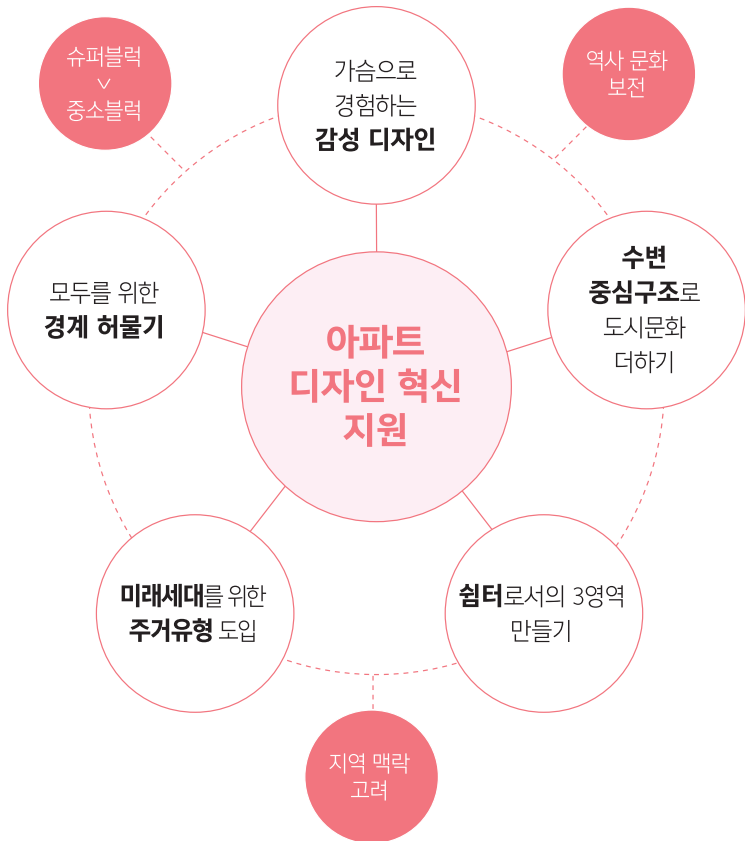 슈퍼블럭
∨
중소블럭
가슴으로
경험하는
감성 디자인
역사 문화
보전
모두를 위한
경계 허물기
수변
중심구조로
도시문화
더하기
아파트
디자인 혁신
지원
미래세대를 위한
주거유형 도입
쉼터로서의 3영역
만들기
지역 맥락
고려